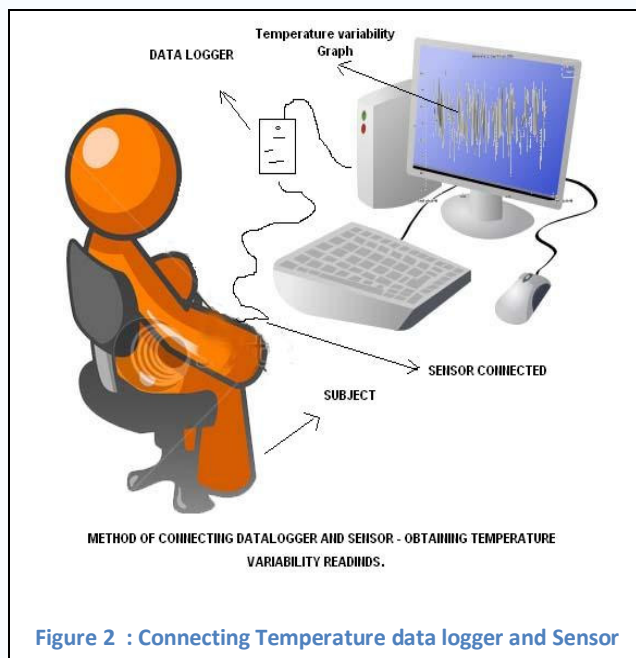 Temperature variability
Graph
DATA LOGGER
SENSOR CONNECTED
SUBJECT
METHOD OF CONNECTING DATALOGGER AND SENSOR - OBTAINING TEMPERATURE
VARIABILITY READINDS.
Figure 2 : Connecting Temperature data logger and Sensor